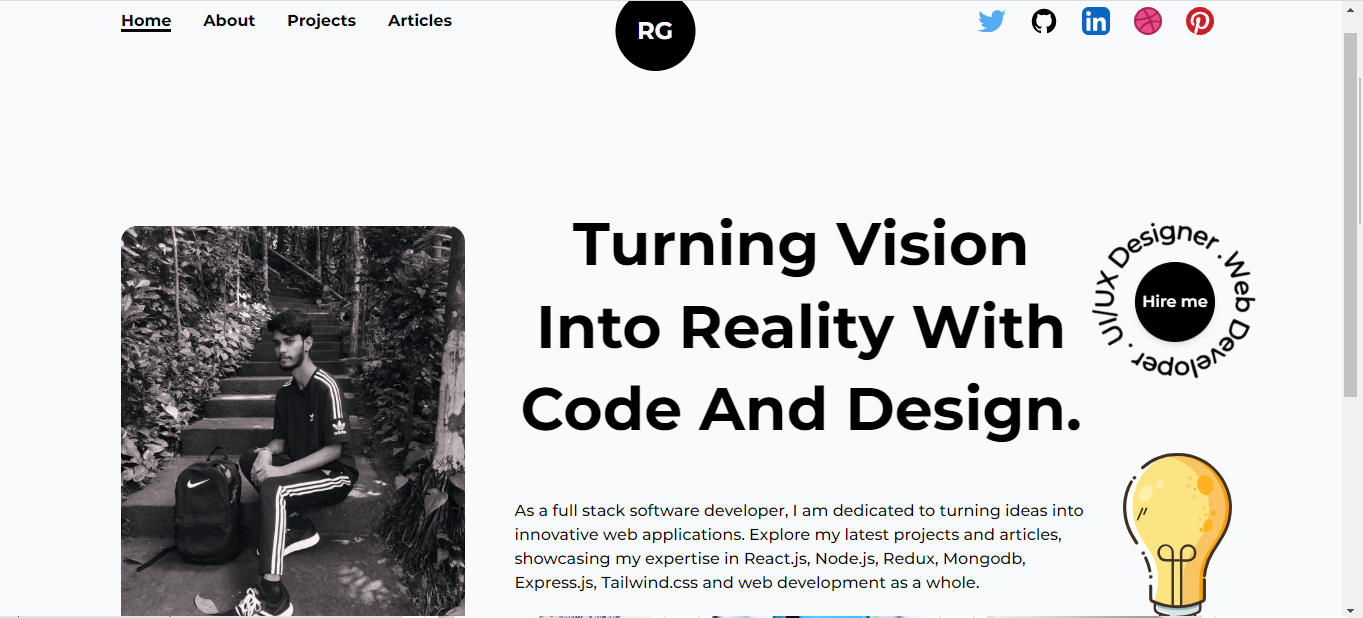 Home About Projects Articles
RG
Turning Vision
Into Reality With
Code And Design.
UI/UX Designer . Web Developer .
Hire me
adidas
As a full stack software developer, I am dedicated to turning ideas into
innovative web applications. Explore my latest projects and articles,
showcasing my expertise in React.js, Node.js, Redux, Mongodb,
Express.js, Tailwind.css and web development as a whole.